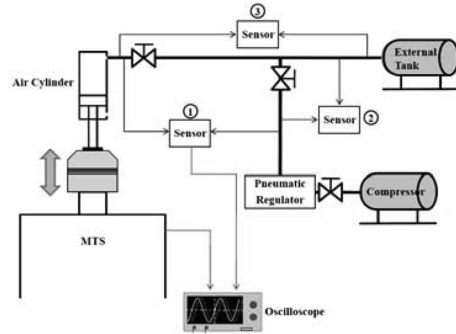 ③
Sensor
External
Tank
Air Cylinder
①
Sensor
Sensor ②
Pneumatic
Regulator
Compressor
MTS
Oscilloscope